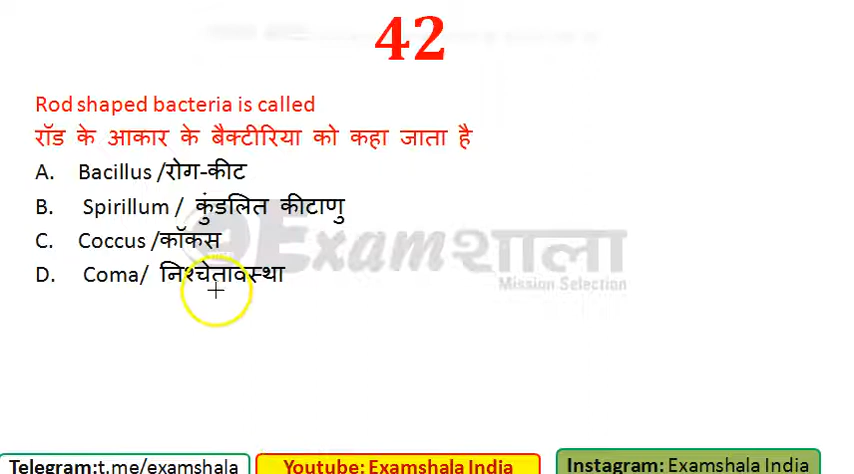 42
Rod shaped bacteria is called
रॉड के आकार के बैक्टीरिया को कहा जाता है
A. Bacillus /रोग-कीट
B. Spirillum / कुंडलित कीटाणु
C. Coccus /कॉकस
D. Coma/ निश्चेतावस्था
Examशाला
Mission Selection
Telegram:t.me/examshala
Youtube: Examshala India
Instagram: Examshala India